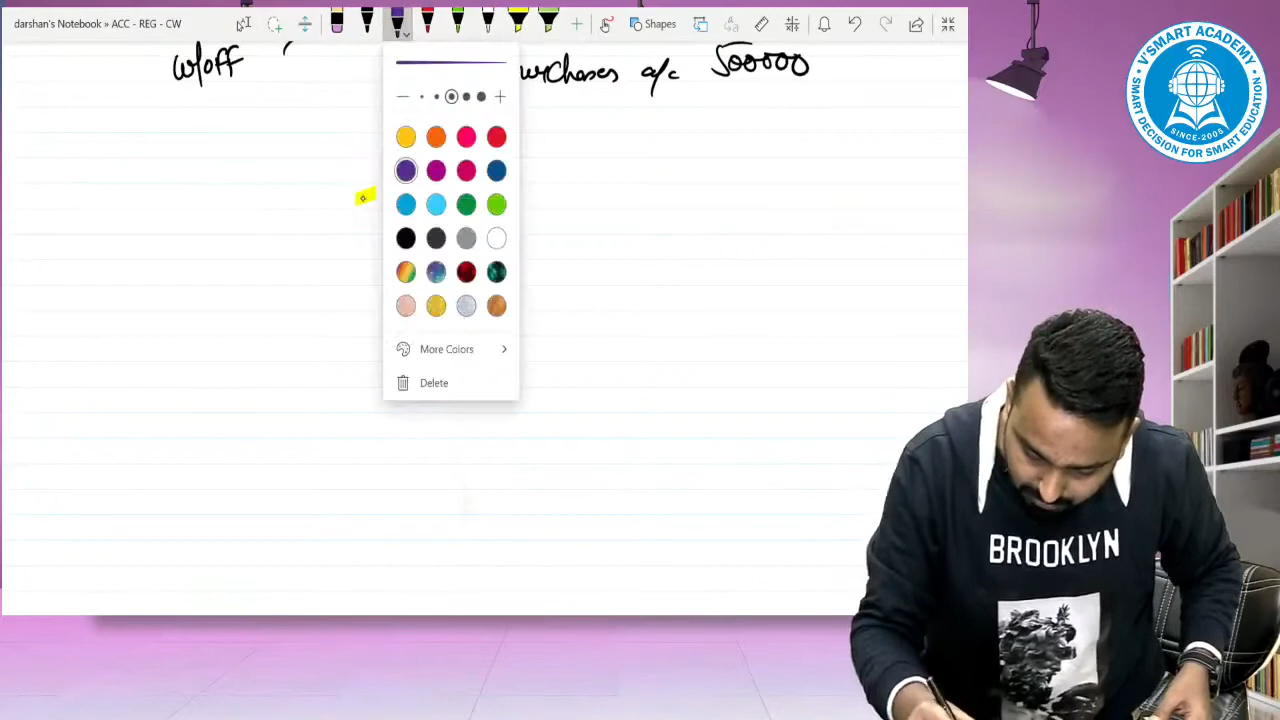 darshan's Notebook » ACC - REG - CW
Shapes
w/off
urchases a/c 500000
More Colors
Delete
V'SMART ACADEMY
SINCE-2005
SMART DECISION FOR SMART EDUCATION
BROOKLYN